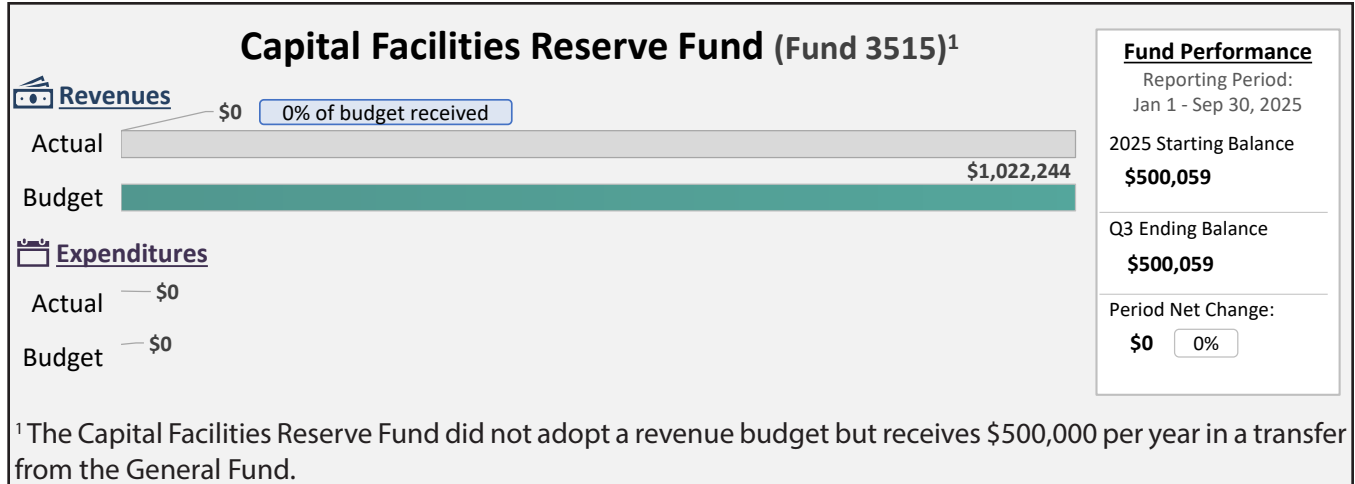 Capital Facilities Reserve Fund (Fund 3515)¹
Revenues
$0 0% of budget received
Actual
$1,022,244
Budget
Expenditures
Actual $0
Budget $0
Fund Performance
Reporting Period:
Jan 1 - Sep 30, 2025
2025 Starting Balance
$500,059
Q3 Ending Balance
$500,059
Period Net Change:
$0 0%
¹ The Capital Facilities Reserve Fund did not adopt a revenue budget but receives $500,000 per year in a transfer
from the General Fund.